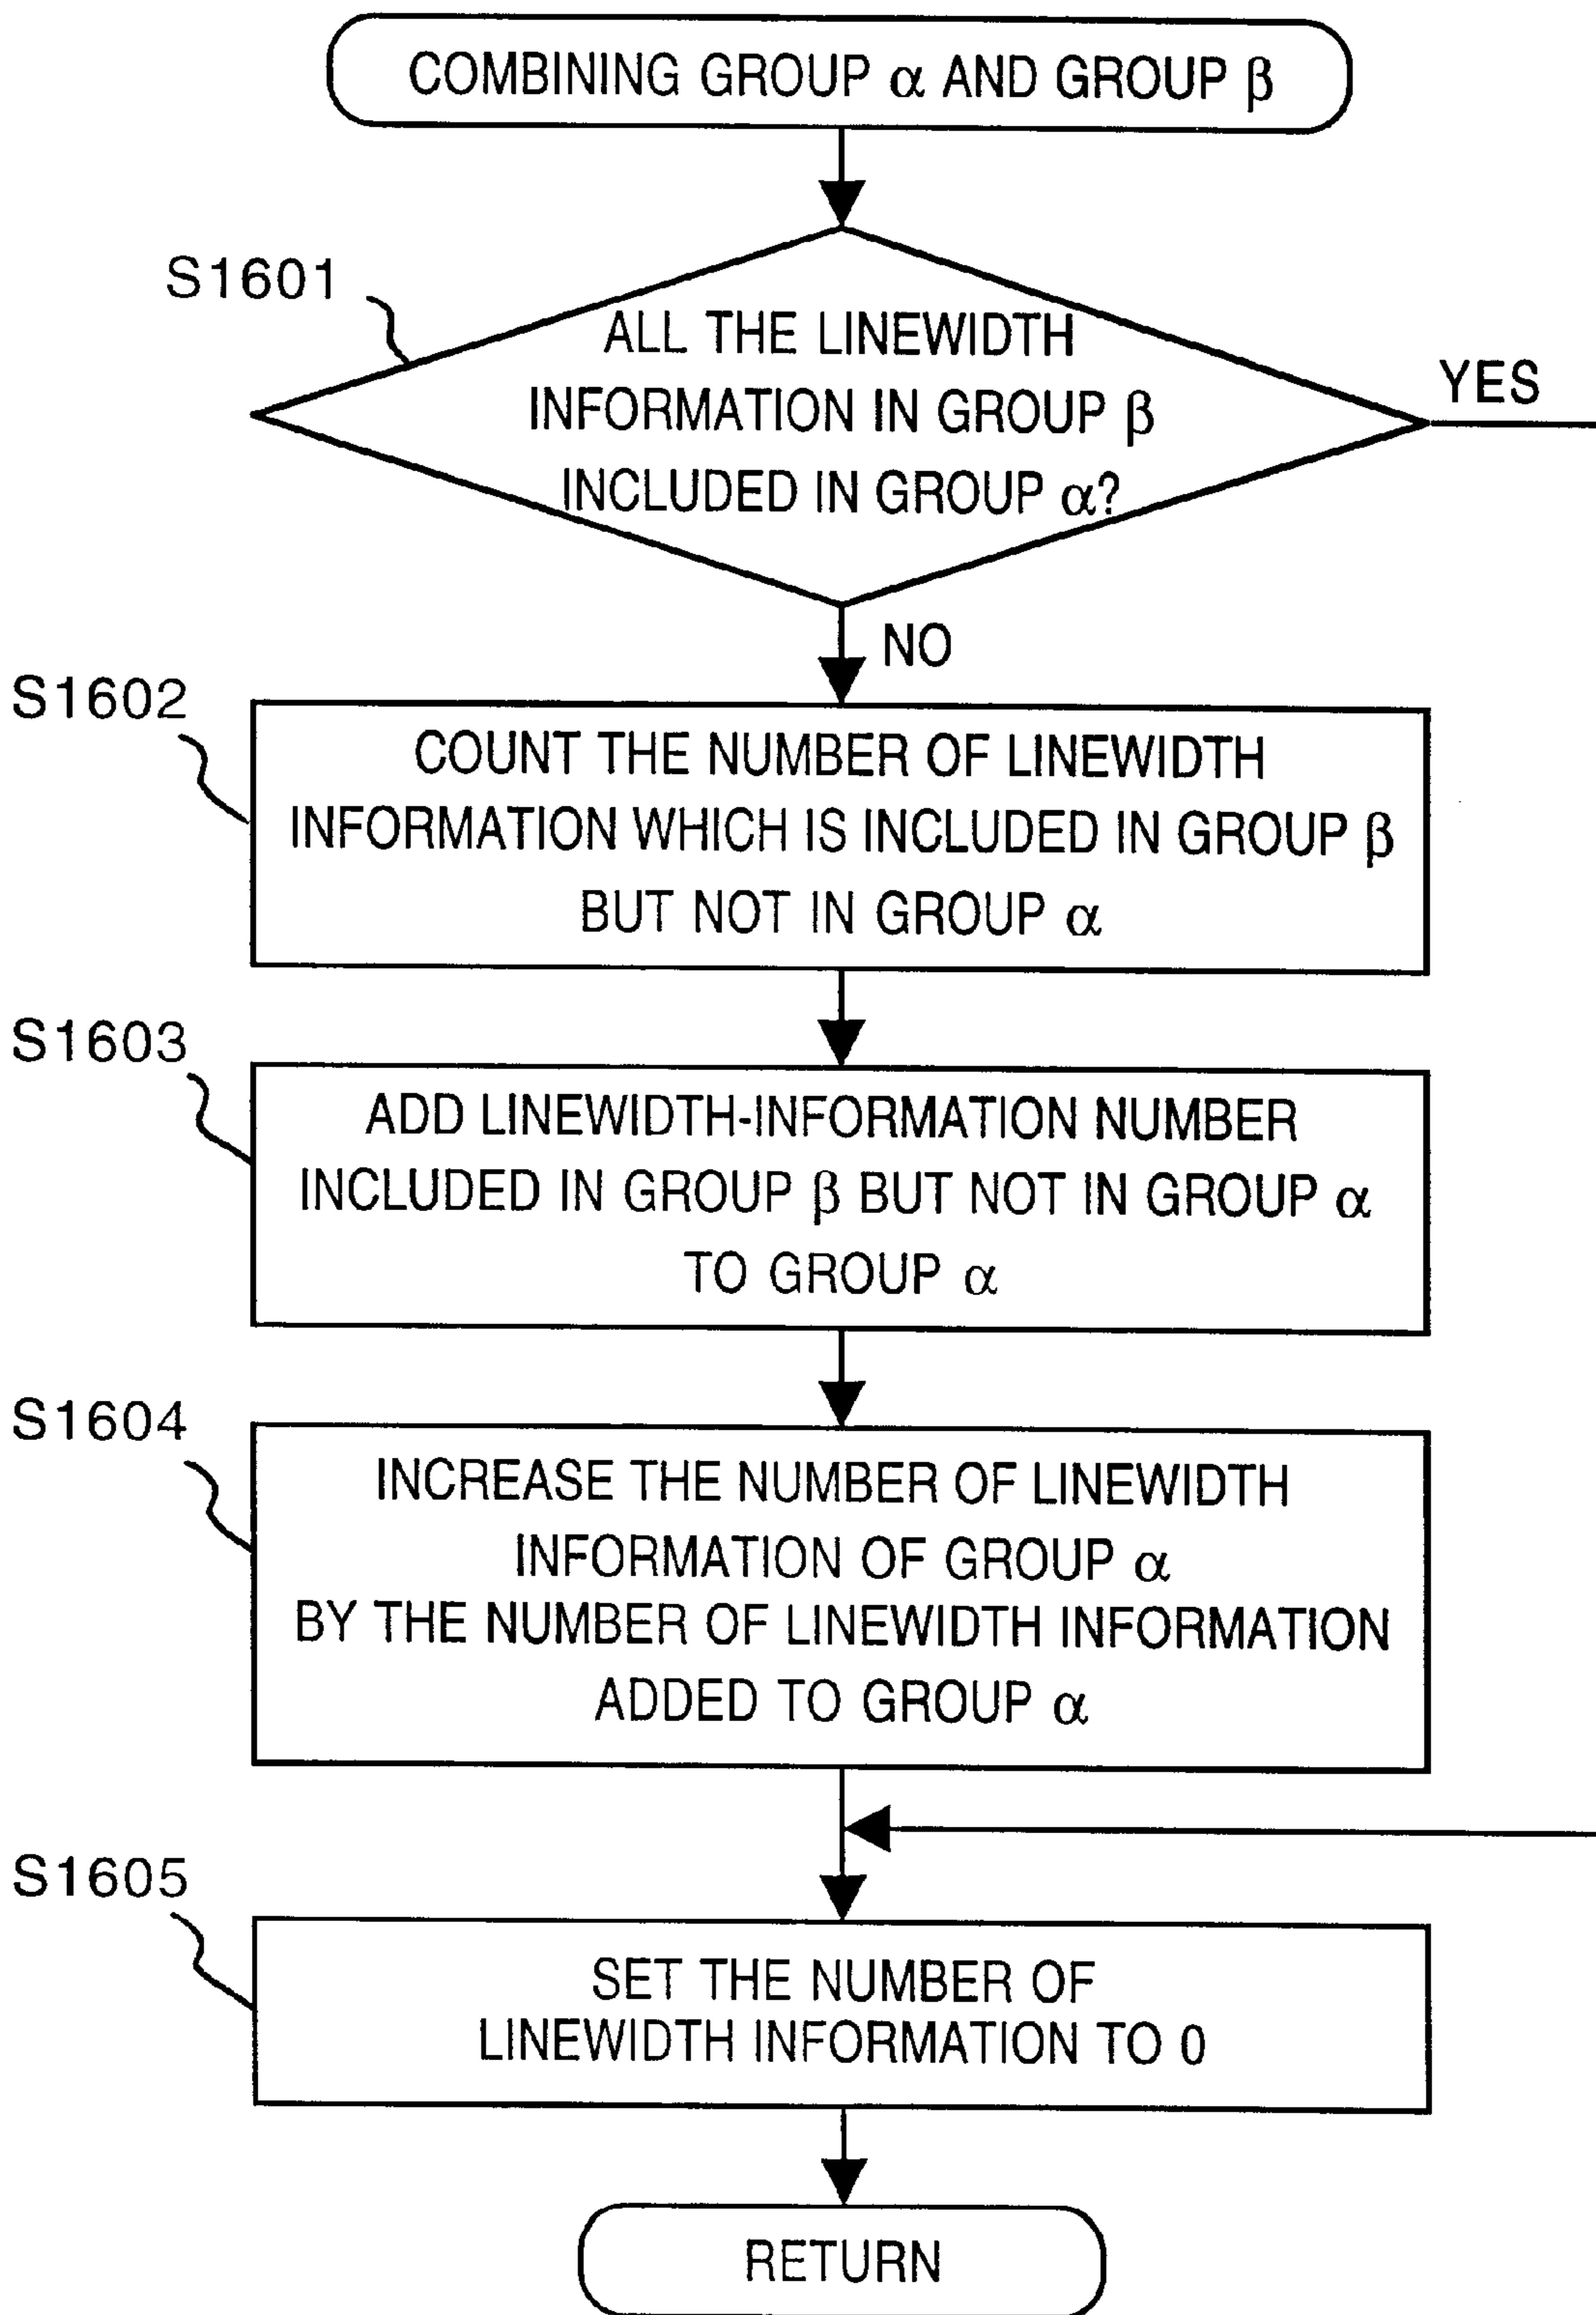 COMBINING GROUP α AND GROUP β
S1601
ALL THE LINEWIDTH
INFORMATION IN GROUP β
INCLUDED IN GROUP α?
YES
NO
S1602
COUNT THE NUMBER OF LINEWIDTH
INFORMATION WHICH IS INCLUDED IN GROUP β
BUT NOT IN GROUP α
S1603
ADD LINEWIDTH-INFORMATION NUMBER
INCLUDED IN GROUP β BUT NOT IN GROUP α
TO GROUP α
S1604
INCREASE THE NUMBER OF LINEWIDTH
INFORMATION OF GROUP α
BY THE NUMBER OF LINEWIDTH INFORMATION
ADDED TO GROUP α
S1605
SET THE NUMBER OF
LINEWIDTH INFORMATION TO 0
RETURN